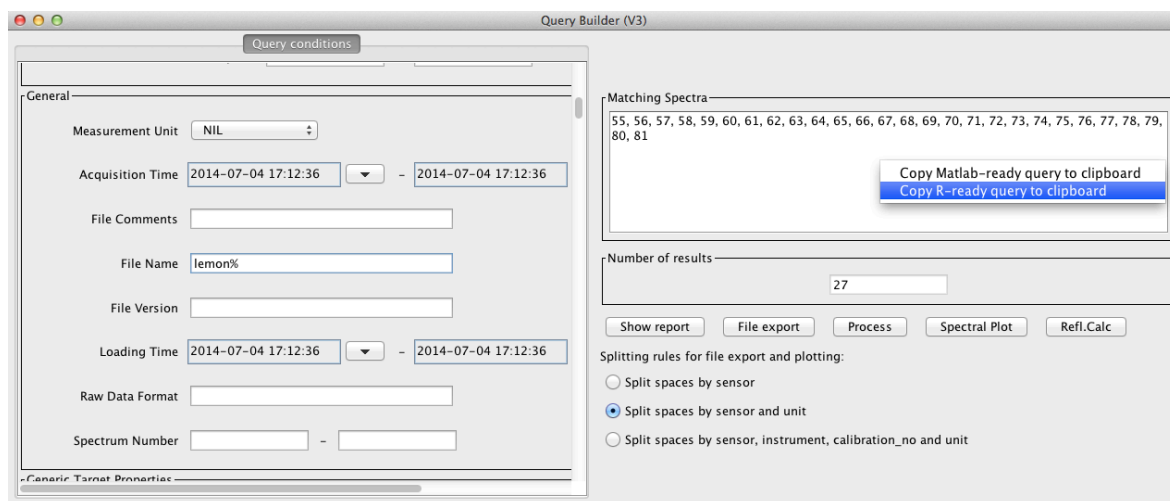 Query Builder (V3)
Query conditions
General
Measurement Unit NIL
Acquisition Time 2014-07-04 17:12:36 - 2014-07-04 17:12:36
File Comments
File Name lemon%
File Version
Loading Time 2014-07-04 17:12:36 - 2014-07-04 17:12:36
Raw Data Format
Spectrum Number -
Generic Target Properties
Matching Spectra
55, 56, 57, 58, 59, 60, 61, 62, 63, 64, 65, 66, 67, 68, 69, 70, 71, 72, 73, 74, 75, 76, 77, 78, 79,
80, 81
Copy Matlab-ready query to clipboard
Copy R-ready query to clipboard
Number of results
27
Show report File export Process Spectral Plot Refl.Calc
Splitting rules for file export and plotting:
Split spaces by sensor
Split spaces by sensor and unit
Split spaces by sensor, instrument, calibration_no and unit